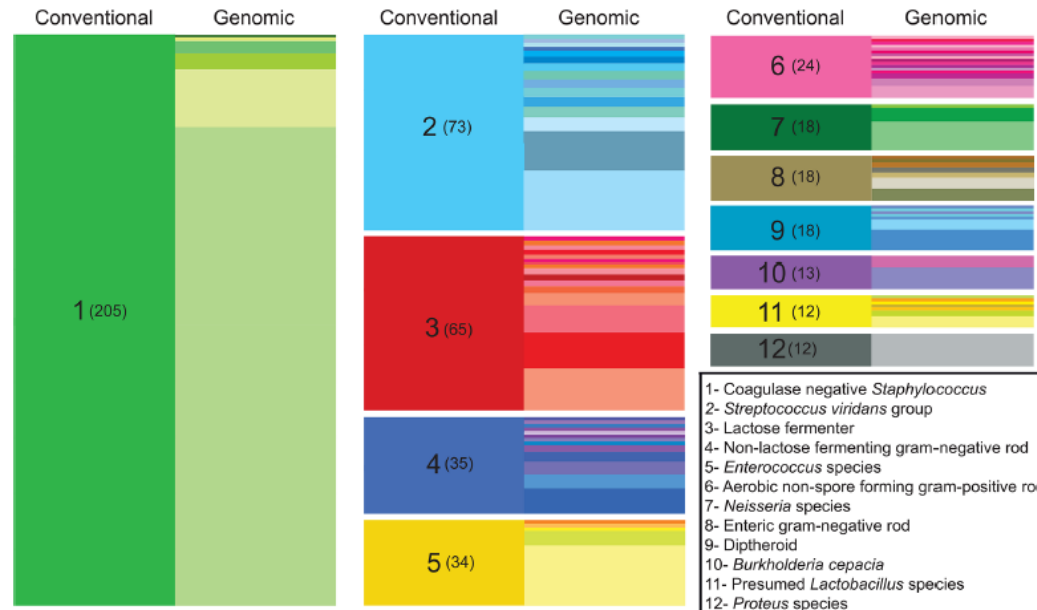 Conventional Genomic Conventional Genomic Conventional Genomic
1 (205)
2 (73)
3 (65)
4 (35)
5 (34)
6 (24)
7 (18)
8 (18)
9 (18)
10 (13)
11 (12)
12 (12)
1- Coagulase negative Staphylococcus
2- Streptococcus viridans group
3- Lactose fermenter
4- Non-lactose fermenting gram-negative rod
5- Enterococcus species
6- Aerobic non-spore forming gram-positive ro
7- Neisseria species
8- Enteric gram-negative rod
9- Diptheroid
10- Burkholderia cepacia
11- Presumed Lactobacillus species
12- Proteus species